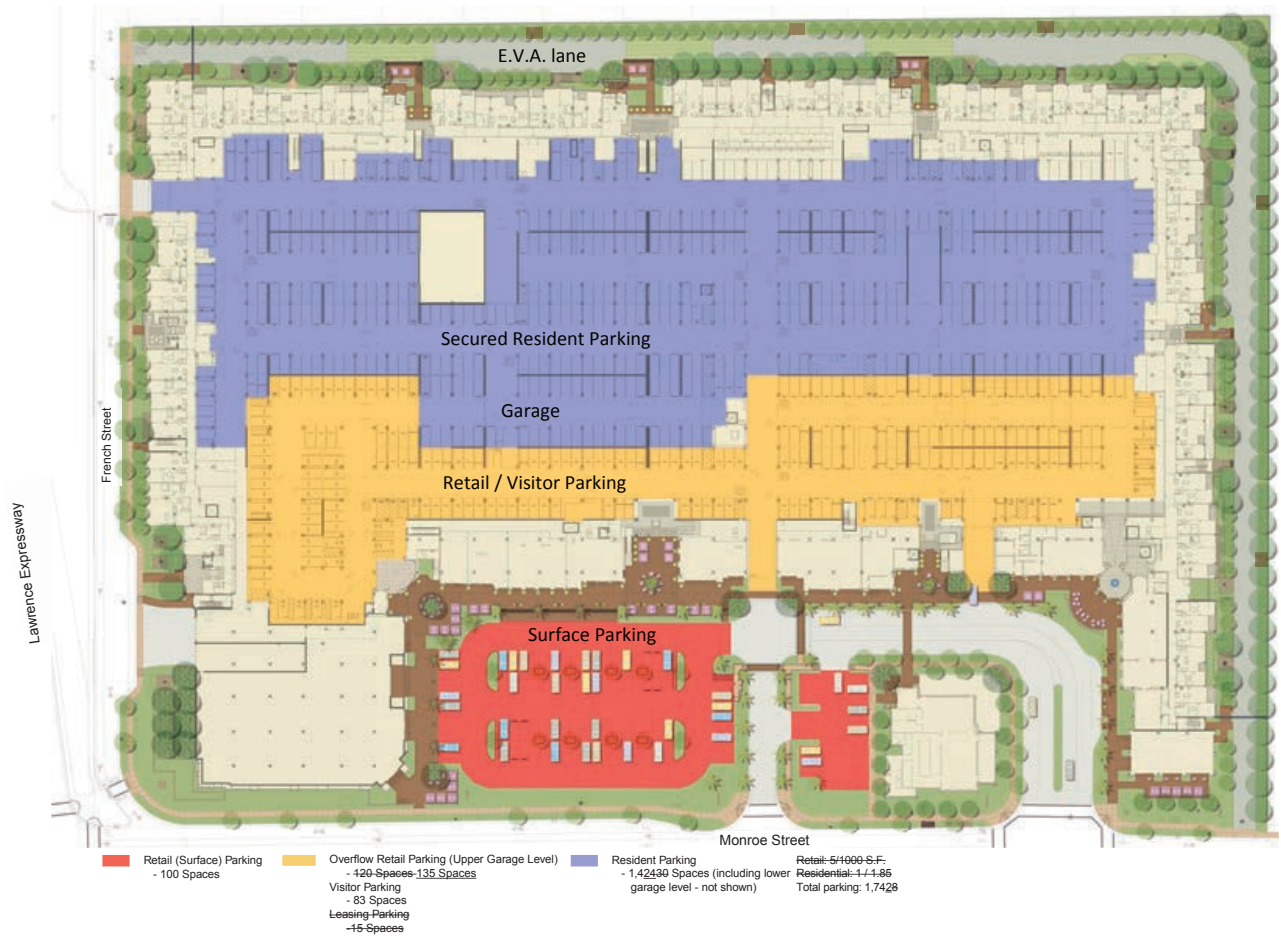 E.V.A. lane
Secured Resident Parking
Garage
French Street
Retail / Visitor Parking
Lawrence Expressway
Surface Parking
Monroe Street
Retail (Surface) Parking
- 100 Spaces
Overflow Retail Parking (Upper Garage Level)
- 120 Spaces 135 Spaces
Visitor Parking
- 83 Spaces
Leasing Parking
-15 Spaces
Resident Parking
- 1,42430 Spaces (including lower
garage level - not shown)
Retail: 5/1000 S.F.
Residential: 1 / 1.85
Total parking: 1,7428